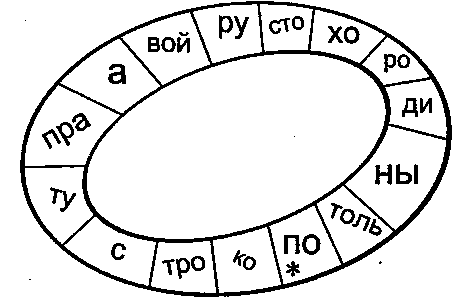 по
*
ко
тро
с
ту
пра
а
вой
ру
сто
хо
ро
ди
ны
толь